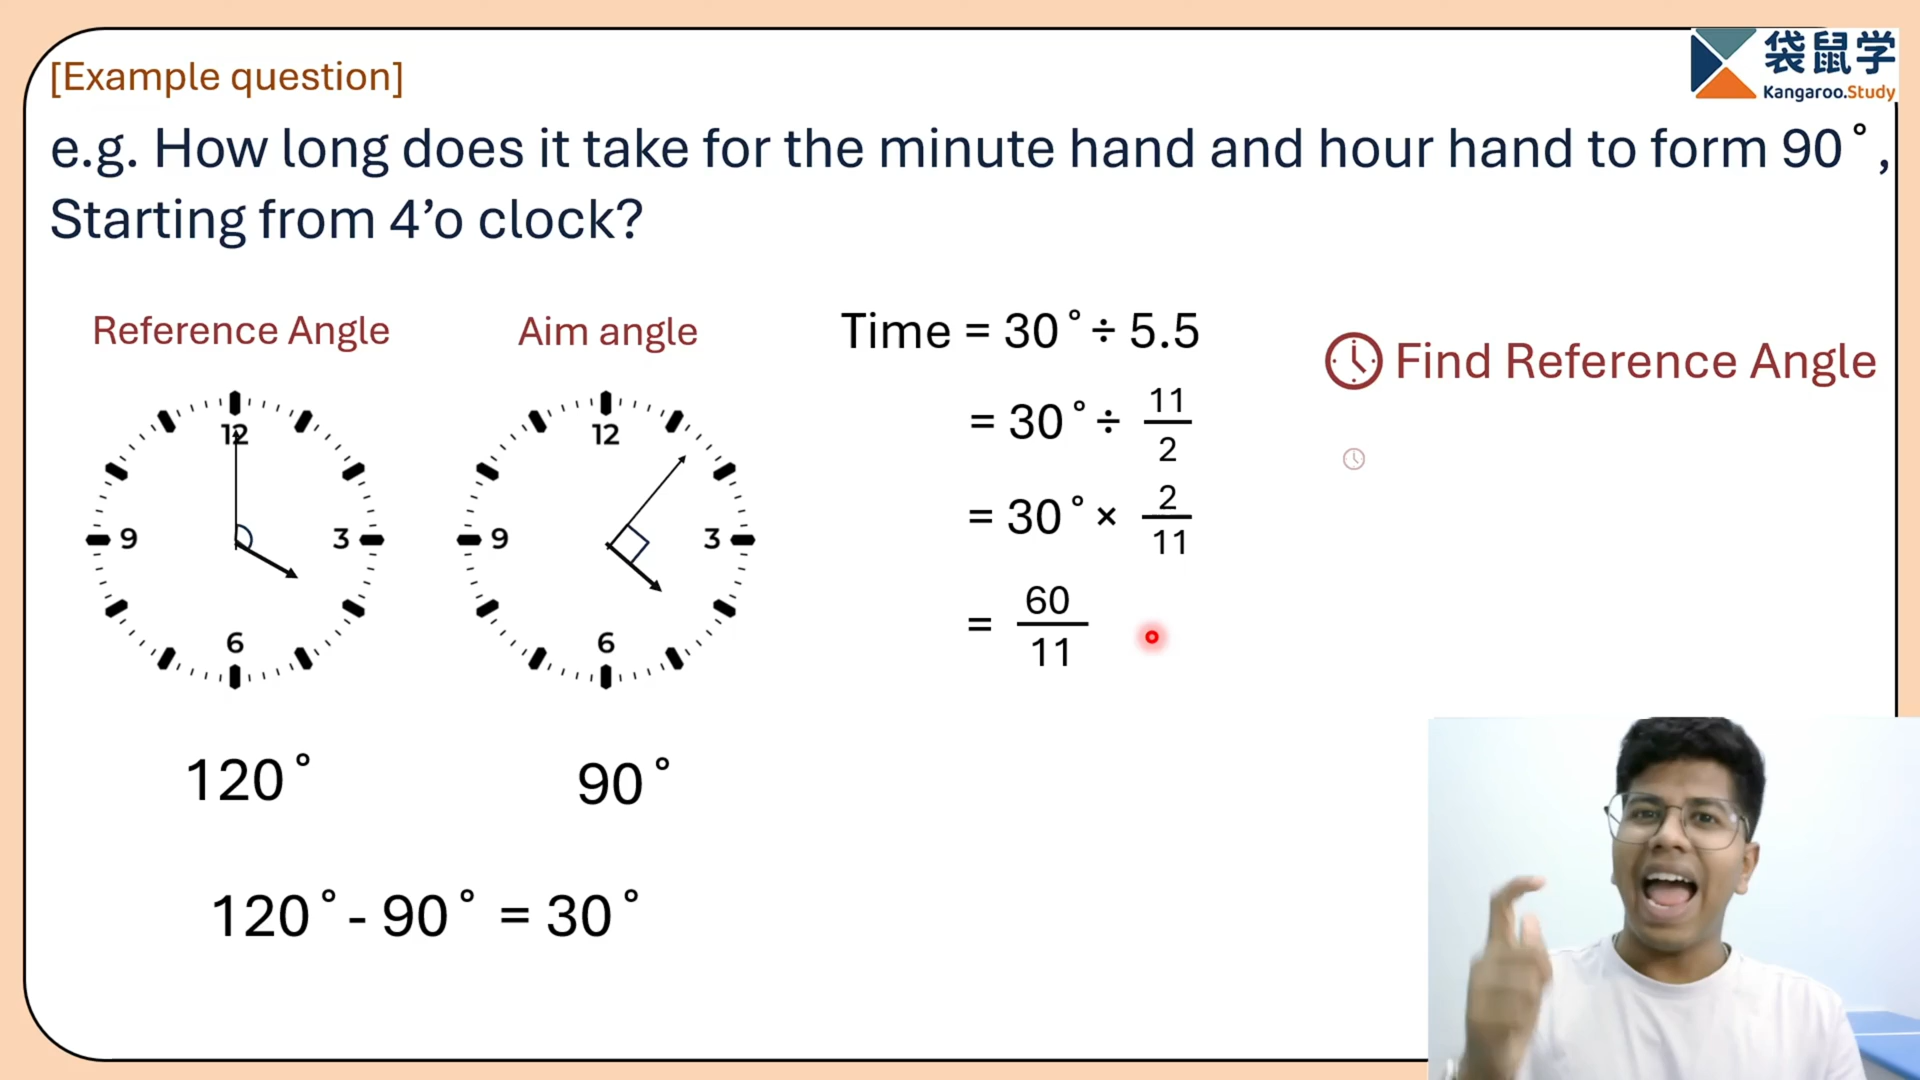 [Example question]
袋鼠学
Kangaroo.Study
e.g. How long does it take for the minute hand and hour hand to form 90°,
Starting from 4’o clock?
Reference Angle
Aim angle
12
3
6
9
12
3
6
9
120°
90°
120° - 90° = 30°
Time = 30° ÷ 5.5
= 30° ÷ 11/2
= 30° × 2/11
= 60/11
Find Reference Angle